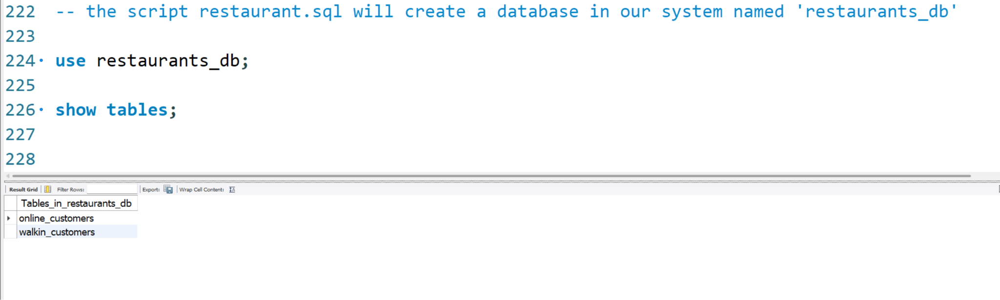 222 -- the script restaurant.sql will create a database in our system named 'restaurants_db'
223
224 use restaurants_db;
225
226 show tables;
227
228
Result Grid Filter Rows: Export: Wrap Cell Content:
Tables_in_restaurants_db
online_customers
walkin_customers